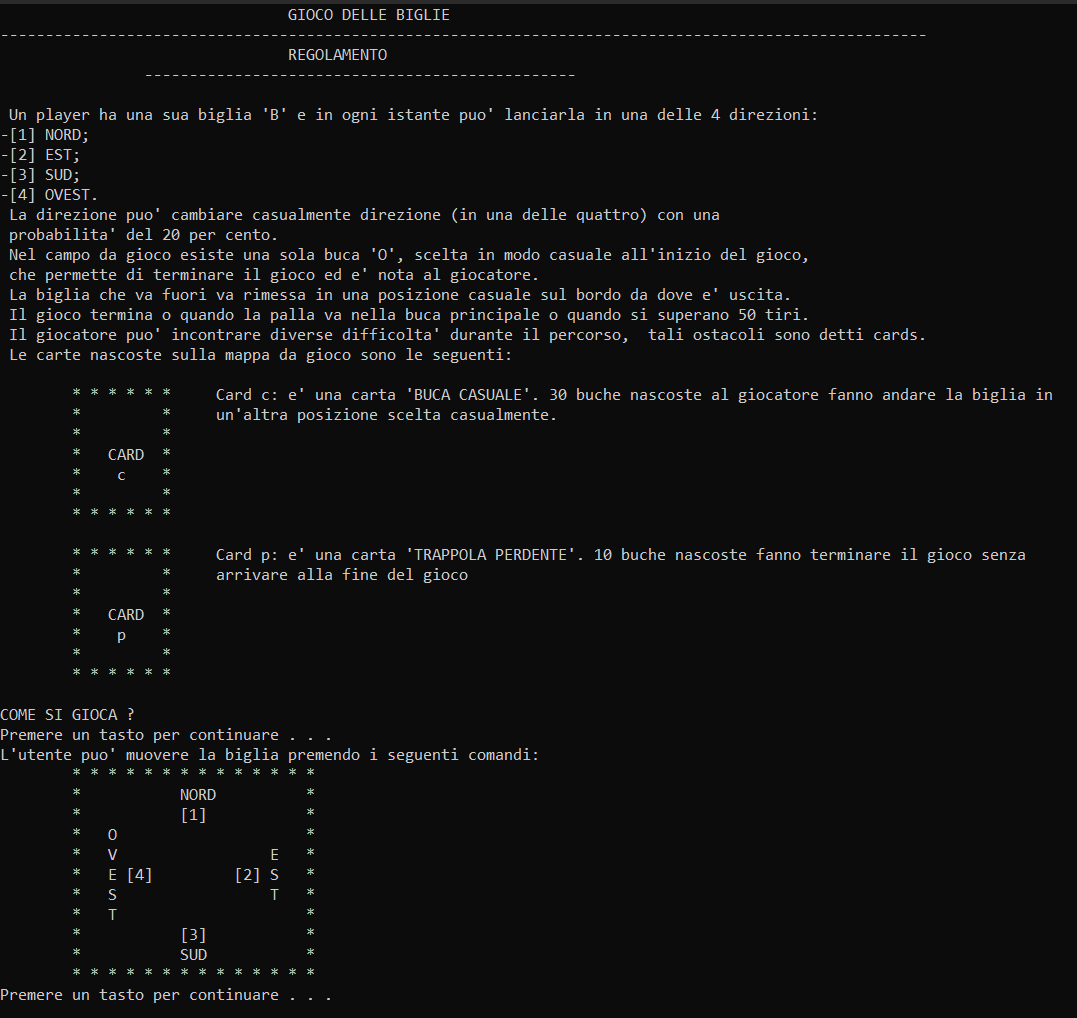 GIOCO DELLE BIGLIE
-------------------------------------------------------------------------------------------------------
REGOLAMENTO
------------------------------------------------
Un player ha una sua biglia 'B' e in ogni istante puo' lanciarla in una delle 4 direzioni:
-[1] NORD;
-[2] EST;
-[3] SUD;
-[4] OVEST.
La direzione puo' cambiare casualmente direzione (in una delle quattro) con una
probabilita' del 20 per cento.
Nel campo da gioco esiste una sola buca 'O', scelta in modo casuale all'inizio del gioco,
che permette di terminare il gioco ed e' nota al giocatore.
La biglia che va fuori va rimessa in una posizione casuale sul bordo da dove e' uscita.
Il gioco termina o quando la palla va nella buca principale o quando si superano 50 tiri.
Il giocatore puo' incontrare diverse difficolta' durante il percorso,  tali ostacoli sono detti cards.
Le carte nascoste sulla mappa da gioco sono le seguenti:
* * * * * *     Card c: e' una carta 'BUCA CASUALE'. 30 buche nascoste al giocatore fanno andare la biglia in
*         *     un'altra posizione scelta casualmente.
*         *
*   CARD  *
*    c    *
*         *
* * * * * *
* * * * * *     Card p: e' una carta 'TRAPPOLA PERDENTE'. 10 buche nascoste fanno terminare il gioco senza
*         *     arrivare alla fine del gioco
*         *
*   CARD  *
*    p    *
*         *
* * * * * *
COME SI GIOCA ?
Premere un tasto per continuare . . .
L'utente puo' muovere la biglia premendo i seguenti comandi:
* * * * * * * * * * * * * *
*           NORD          *
*           [1]           *
*   O                     *
*   V                 E   *
*   E [4]         [2] S   *
*   S                 T   *
*   T                     *
*           [3]           *
*           SUD           *
* * * * * * * * * * * * * *
Premere un tasto per continuare . . .